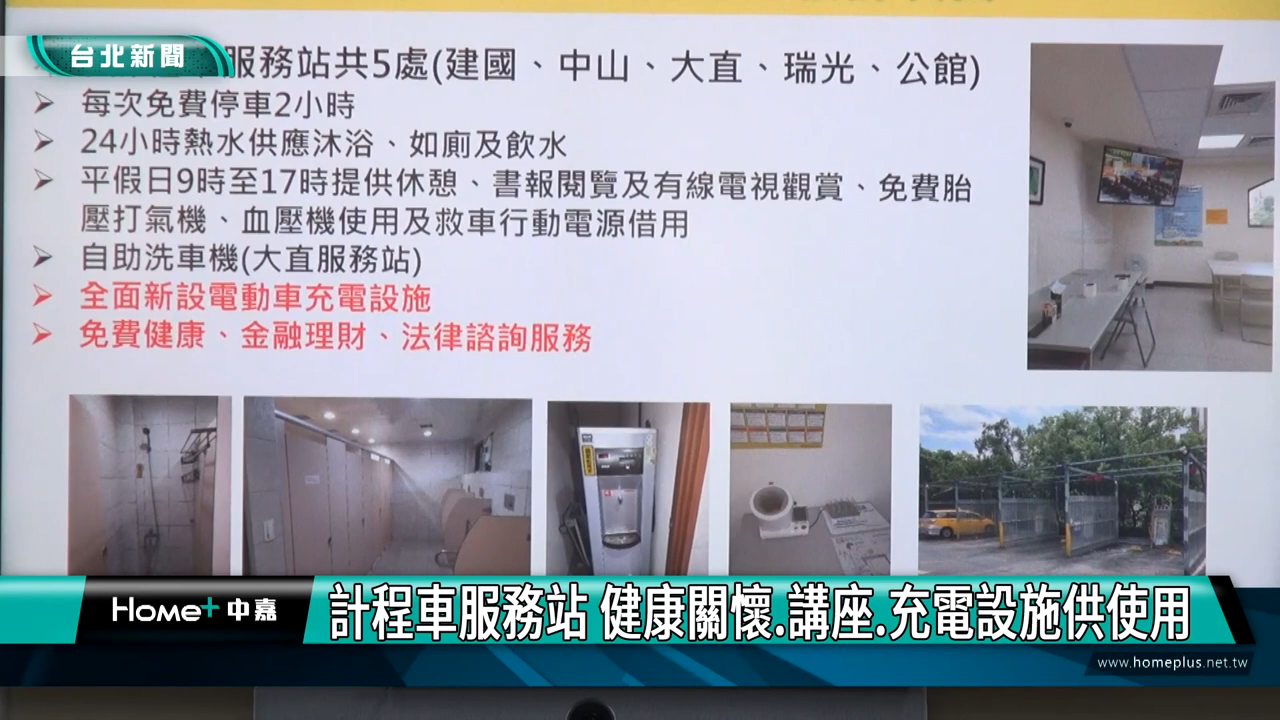 台北新聞
服務站共5處(建國、中山、大直、瑞光、公館)
每次免費停車2小時
24小時熱水供應沐浴、如廁及飲水
平假日9時至17時提供休憩、書報閱覽及有線電視觀賞、免費胎
壓打氣機、血壓機使用及救車行動電源借用
自助洗車機(大直服務站)
全面新設電動車充電設施
免費健康、金融理財、法律諮詢服務
Home+中嘉
計程車服務站 健康關懷.講座.充電設施供使用
www.homeplus.net.tw